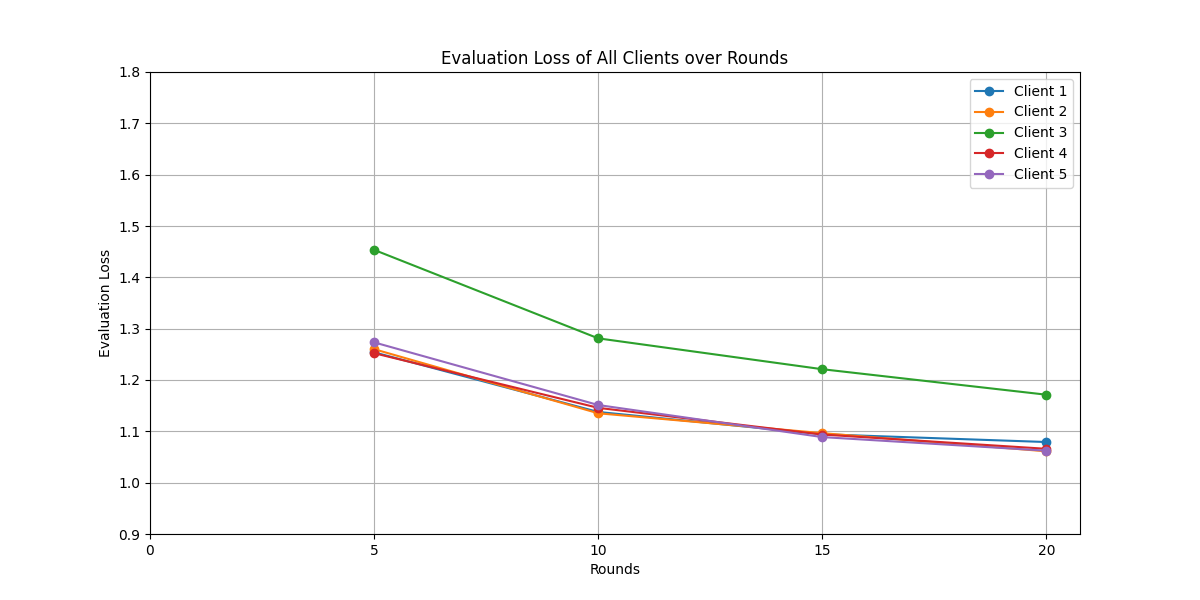 Evaluation Loss of All Clients over Rounds
1.8
1.7
1.6
1.5
1.4
1.3
1.2
1.1
1.0
0.9
Evaluation Loss
Client 1
Client 2
Client 3
Client 4
Client 5
0 5 10 15 20
Rounds